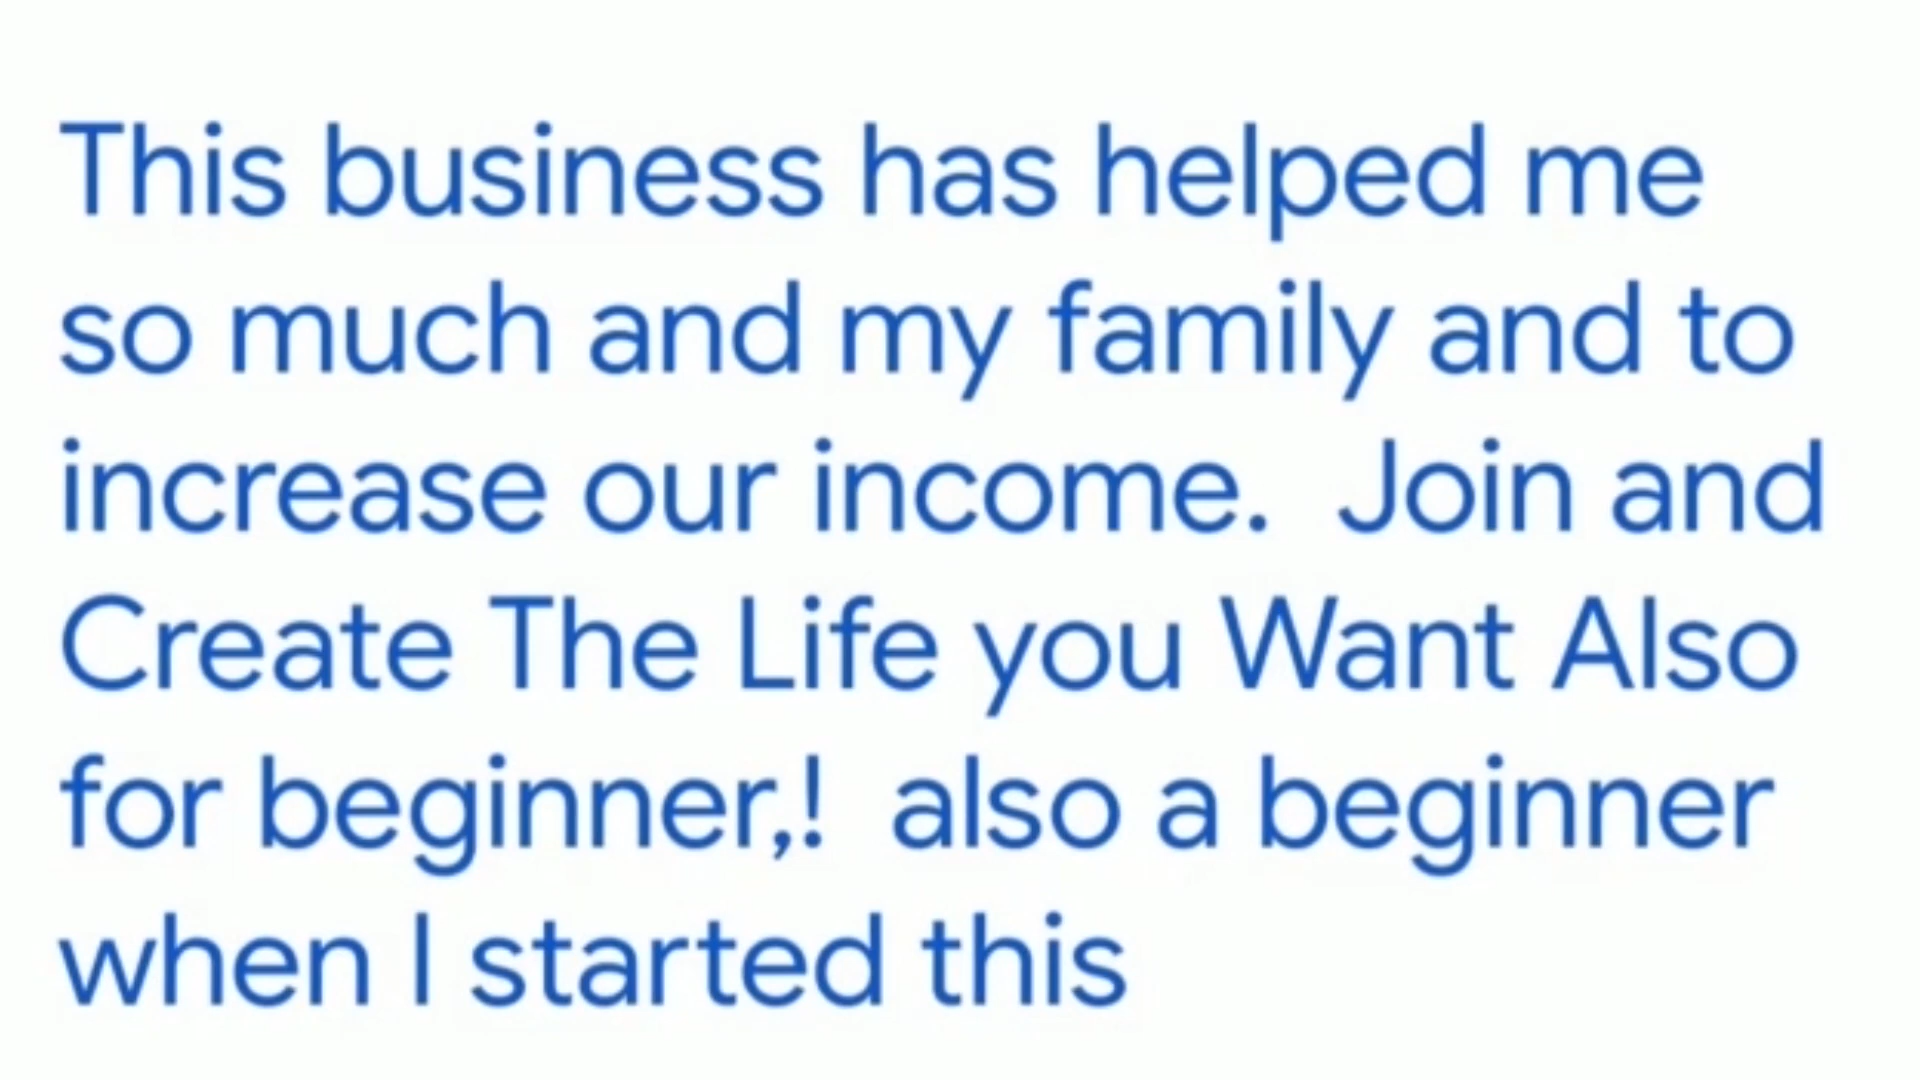 This business has helped me
so much and my family and to
increase our income.  Join and
Create The Life you Want Also
for beginner,!  also a beginner
when I started this